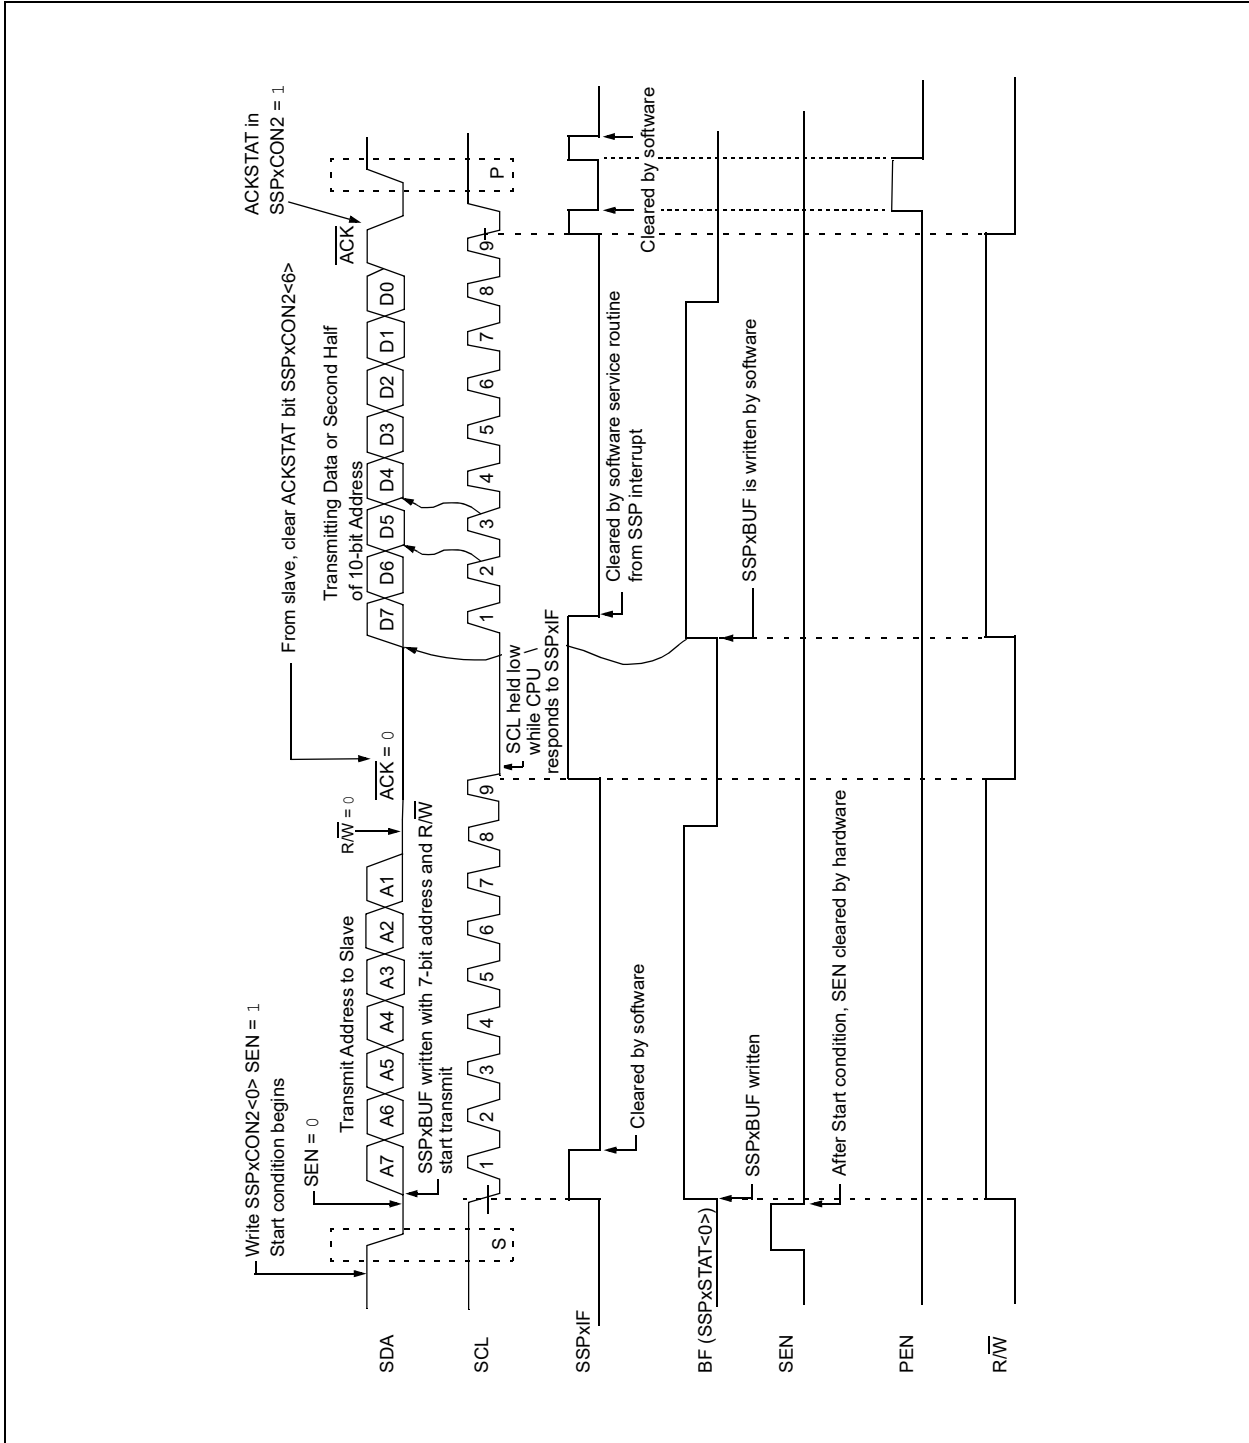 Write SSPxCON2<0> SEN = 1
Start condition begins
SEN = 0
Transmit Address to Slave
R/W = 0
ACK = 0
From slave, clear ACKSTAT bit SSPxCON2<6>
Transmitting Data or Second Half
of 10-bit Address
ACK
ACKSTAT in
SSPxCON2 = 1
SDA
A7 A6 A5 A4 A3 A2 A1
D7 D6 D5 D4 D3 D2 D1 D0
SSPxBUF written with 7-bit address and R/W
start transmit
SCL
S
1 2 3 4 5 6 7 8 9
1 2 3 4 5 6 7 8 9
P
SCL held low
while CPU
responds to SSPxIF
SSPxIF
Cleared by software
Cleared by software service routine
from SSP interrupt
Cleared by software
BF (SSPxSTAT<0>)
SSPxBUF written
SSPxBUF is written by software
SEN
After Start condition, SEN cleared by hardware
PEN
R/W